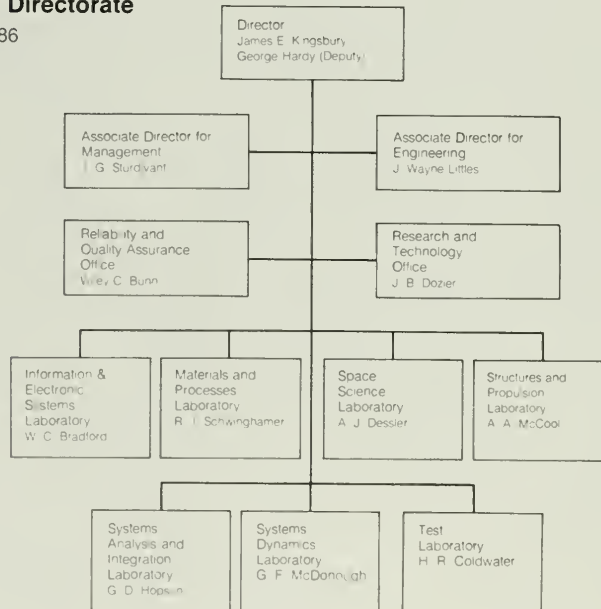 Directorate
86
Director
James E. Kingsbury
George Hardy (Deputy)
Associate Director for
Management
G. Sturdivant
Associate Director for
Engineering
J. Wayne Littles
Reliability and
Quality Assurance
Office
Wiley C. Bunn
Research and
Technology
Office
J. B. Dozier
Information &
Electronic
Systems
Laboratory
W. C. Bradford
Materials and
Processes
Laboratory
R. Schwinghamer
Space
Science
Laboratory
A. J. Dessler
Structures and
Propulsion
Laboratory
A. A. McCool
Systems
Analysis and
Integration
Laboratory
G. D. Hopson
Systems
Dynamics
Laboratory
G. F. McDonough
Test
Laboratory
H. R. Coldwater